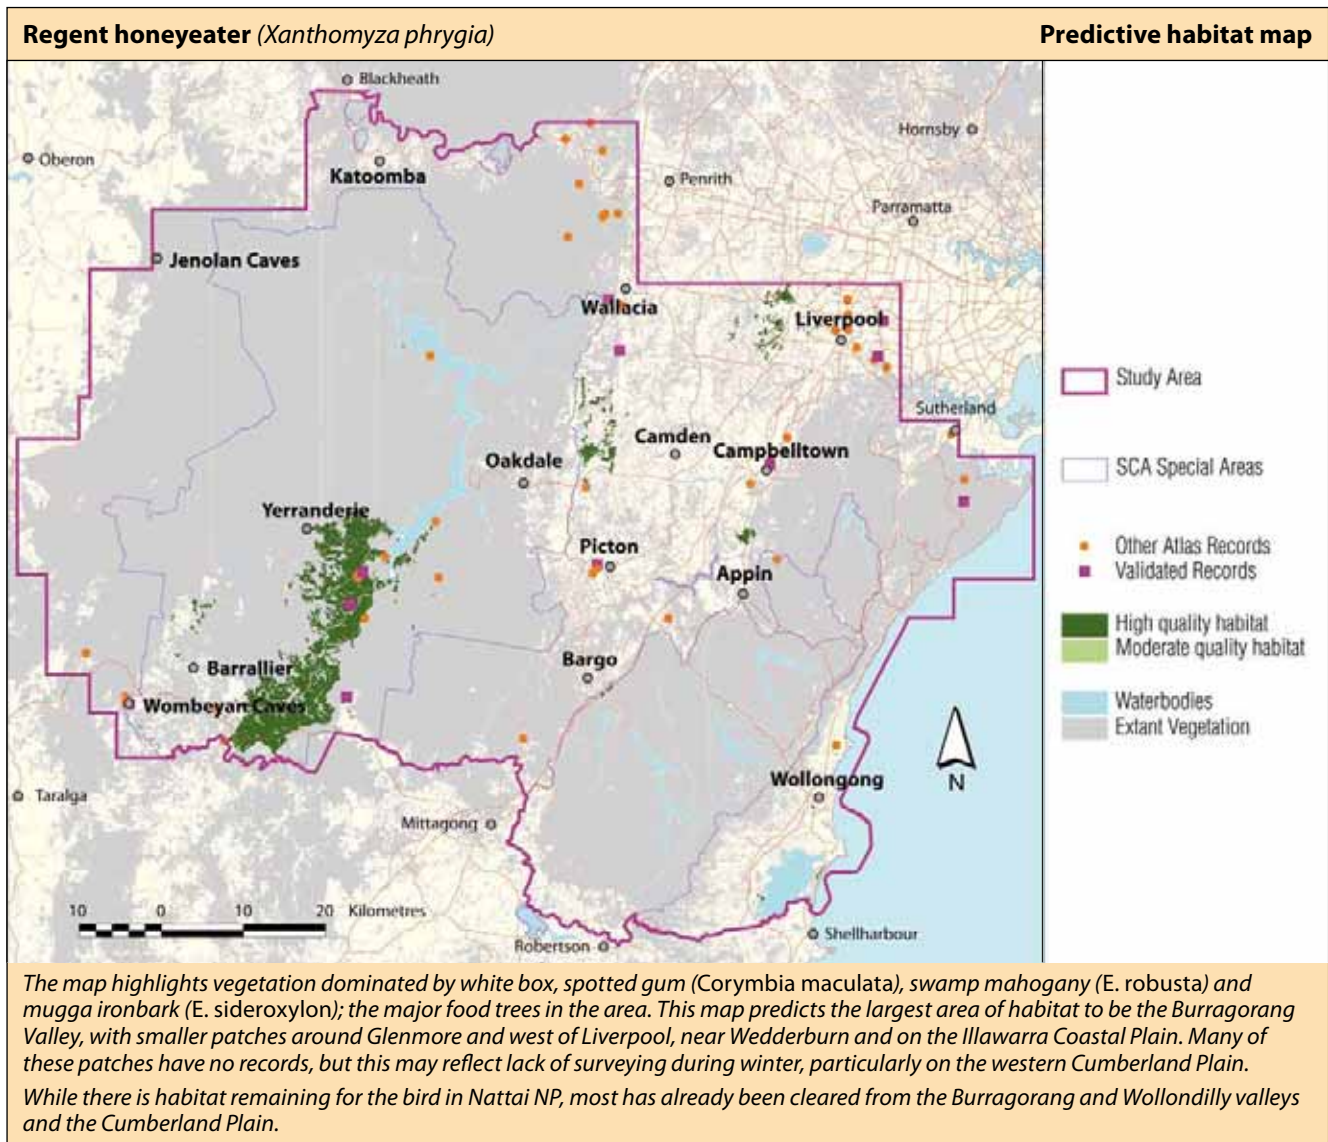 Regent honeyeater (Xanthomyza phrygia)
Predictive habitat map
Blackheath
Hornsby
Oberon
Katoomba
Penrith
Parramatta
Jenolan Caves
Wallacia
Liverpool
Sutherland
Camden
Campbelltown
Oakdale
Yerranderie
Picton
Appin
Bargo
Barrallier
Wombeyan Caves
Wollongong
Taralga
Mittagong
Robertson
Shellharbour
10 0 10 20 Kilometres
N
Study Area
SCA Special Areas
Other Atlas Records
Validated Records
High quality habitat
Moderate quality habitat
Waterbodies
Extant Vegetation
The map highlights vegetation dominated by white box, spotted gum (Corymbia maculata), swamp mahogany (E. robusta) and
mugga ironbark (E. sideroxylon); the major food trees in the area. This map predicts the largest area of habitat to be the Burragorang
Valley, with smaller patches around Glenmore and west of Liverpool, near Wedderburn and on the Illawarra Coastal Plain. Many of
these patches have no records, but this may reflect lack of surveying during winter, particularly on the western Cumberland Plain.
While there is habitat remaining for the bird in Nattai NP, most has already been cleared from the Burragorang and Wollondilly valleys
and the Cumberland Plain.